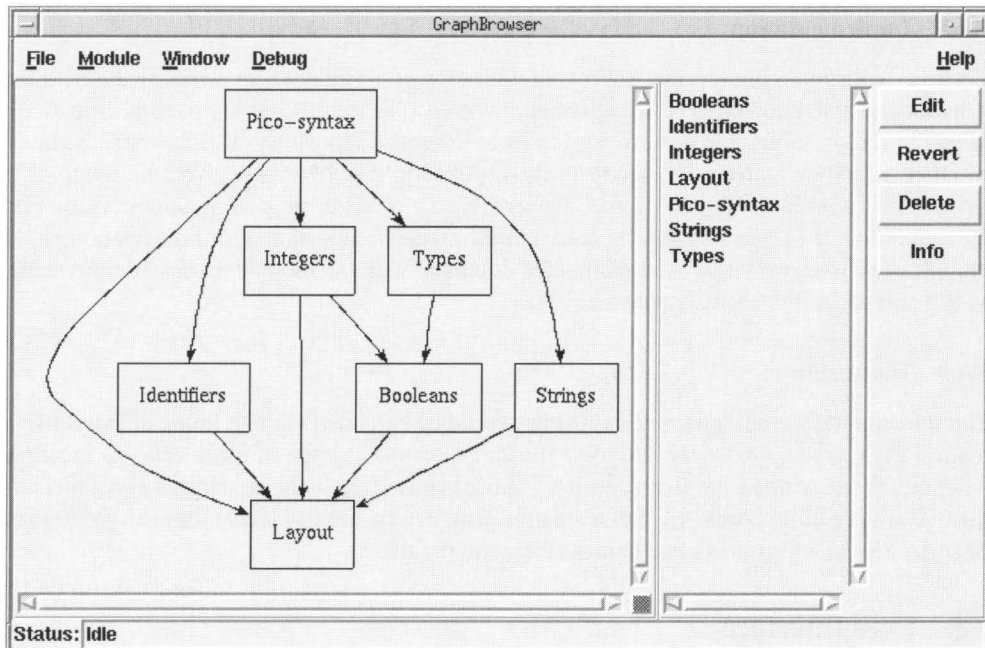 GraphBrowser
File Module Window Debug Help
Pico-syntax
Integers Types
Identifiers Booleans Strings
Layout
Booleans
Identifiers
Integers
Layout
Pico-syntax
Strings
Types
Edit
Revert
Delete
Info
Status: Idle